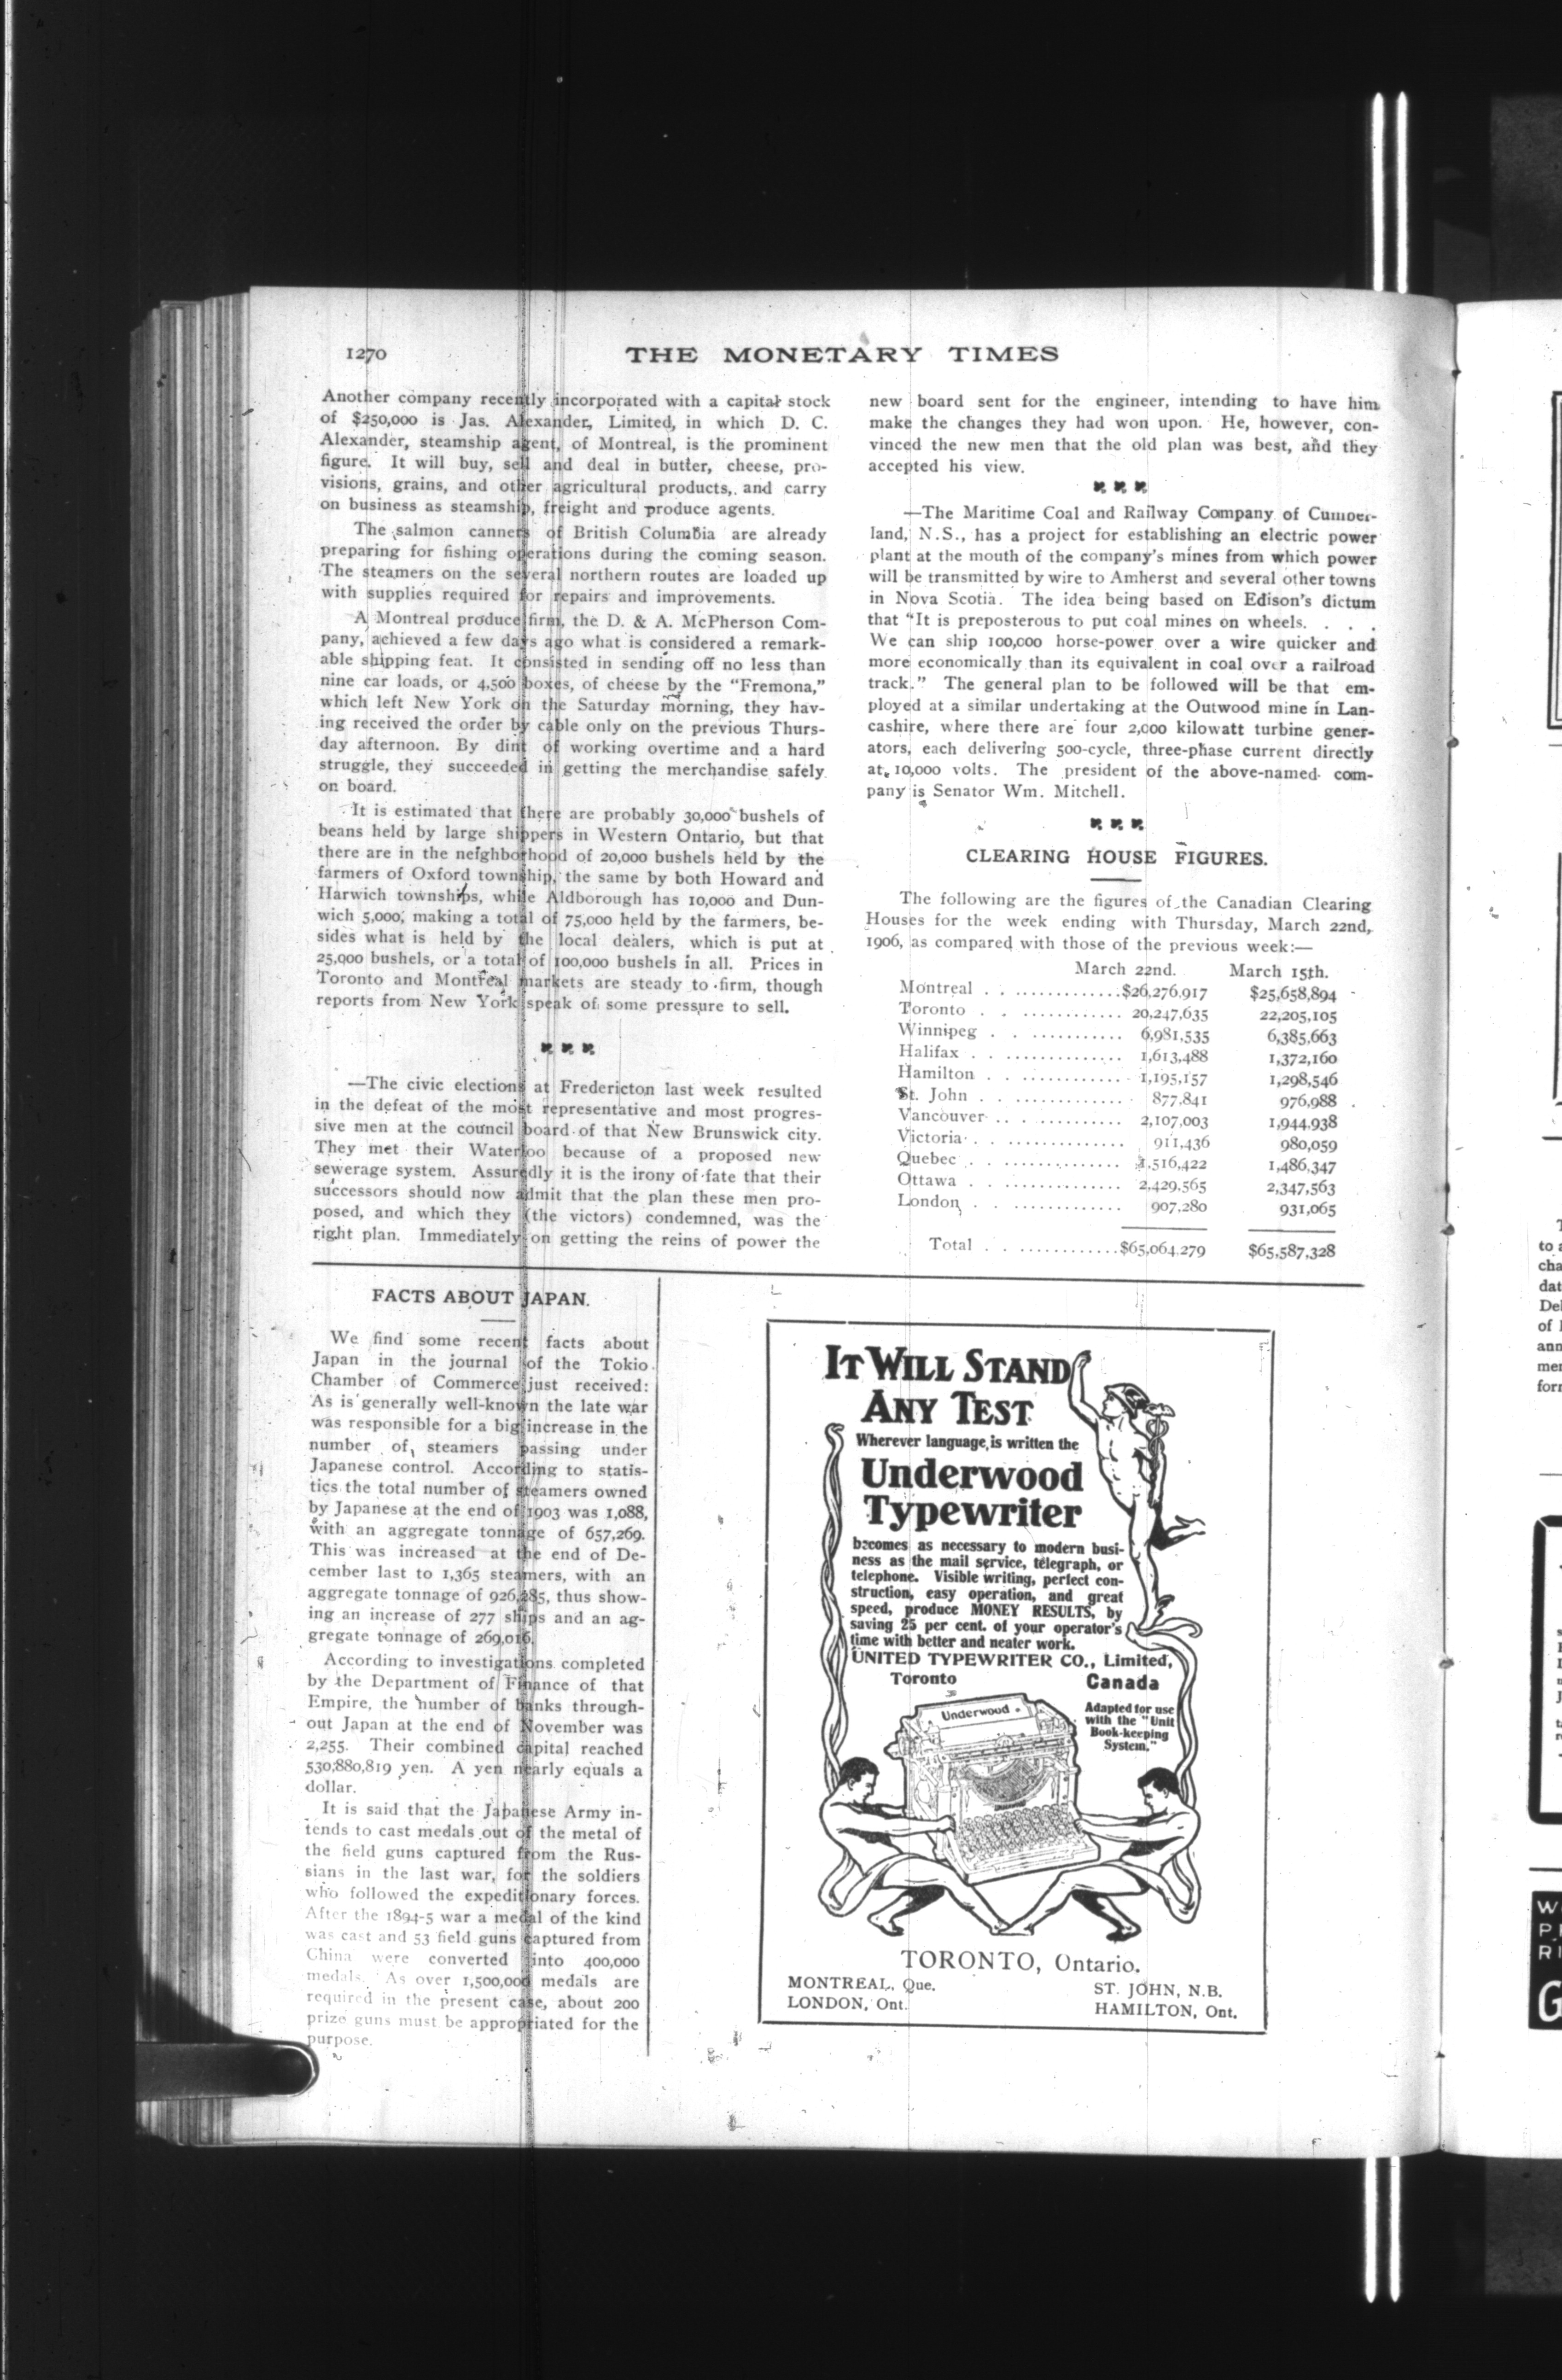 1270
THE MONETARY TIMES
Another company recently incorporated with a capital stock
of $250,000 is Jas. Alexander, Limited, in which D. C.
Alexander, steamship agent, of Montreal, is the prominent
figure. It will buy, sell and deal in butter, cheese, pro-
visions, grains, and other agricultural products, and carry
on business as steamship, freight and produce agents.
The salmon canners of British Columbia are already
preparing for fishing operations during the coming season.
The steamers on the several northern routes are loaded up
with supplies required for repairs and improvements.
A Montreal produce firm, the D. & A. McPherson Com-
pany, achieved a few days ago what is considered a remark-
able shipping feat. It consisted in sending off no less than
nine car loads, or 4,500 boxes, of cheese by the "Fremona,"
which left New York on the Saturday morning, they hav-
ing received the order by cable only on the previous Thurs-
day afternoon. By dint of working overtime and a hard
struggle, they succeeded in getting the merchandise safely
on board.
It is estimated that there are probably 30,000 bushels of
beans held by large shippers in Western Ontario, but that
there are in the neighborhood of 20,000 bushels held by the
farmers of Oxford township, the same by both Howard and
Harwich townships, while Aldborough has 10,000 and Dun-
wich 5,000, making a total of 75,000 held by the farmers, be-
sides what is held by the local dealers, which is put at
25,000 bushels, or a total of 100,000 bushels in all. Prices in
Toronto and Montreal markets are steady to firm, though
reports from New York speak of some pressure to sell.
—The civic elections at Fredericton last week resulted
in the defeat of the most representative and most progres-
sive men at the council board of that New Brunswick city.
They met their Waterloo because of a proposed new
sewerage system. Assuredly it is the irony of fate that their
successors should now admit that the plan these men pro-
posed, and which they (the victors) condemned, was the
right plan. Immediately on getting the reins of power the
new board sent for the engineer, intending to have him
make the changes they had won upon. He, however, con-
vinced the new men that the old plan was best, and they
accepted his view.
—The Maritime Coal and Railway Company of Cumber-
land, N.S., has a project for establishing an electric power
plant at the mouth of the company's mines from which power
will be transmitted by wire to Amherst and several other towns
in Nova Scotia. The idea being based on Edison's dictum
that "It is preposterous to put coal mines on wheels. . . .
We can ship 100,000 horse-power over a wire quicker and
more economically than its equivalent in coal over a railroad
track." The general plan to be followed will be that em-
ployed at a similar undertaking at the Outwood mine in Lan-
cashire, where there are four 2,000 kilowatt turbine gener-
ators, each delivering 500-cycle, three-phase current directly
at 10,000 volts. The president of the above-named com-
pany is Senator Wm. Mitchell.
CLEARING HOUSE FIGURES.
The following are the figures of the Canadian Clearing
Houses for the week ending with Thursday, March 22nd,
1906, as compared with those of the previous week:—
March 22nd. March 15th.
Montreal . . ............$26,276,917 $25,658,894
Toronto . . ............ 20,247,635 22,205,105
Winnipeg . . ........... 6,981,535 6,385,663
Halifax . . ............. 1,613,488 1,372,160
Hamilton . . ............ 1,195,157 1,298,546
St. John . . ............. 877,841 976,988
Vancouver . . .......... 2,107,003 1,944,938
Victoria . . ............. 911,436 980,059
Quebec . . .............. 1,516,422 1,486,347
Ottawa . . .............. 2,429,565 2,347,563
London . . ............. 907,280 931,065
Total . . ............$65,064,279 $65,587,328
FACTS ABOUT JAPAN.
We find some recent facts about
Japan in the journal of the Tokio
Chamber of Commerce just received:
As is generally well-known the late war
was responsible for a big increase in the
number of steamers passing under
Japanese control. According to statis-
tics the total number of steamers owned
by Japanese at the end of 1903 was 1,088,
with an aggregate tonnage of 657,269.
This was increased at the end of De-
cember last to 1,365 steamers, with an
aggregate tonnage of 926,285, thus show-
ing an increase of 277 ships and an ag-
gregate tonnage of 269,016.
According to investigations completed
by the Department of Finance of that
Empire, the number of banks through-
out Japan at the end of November was
2,255. Their combined capital reached
530,880,819 yen. A yen nearly equals a
dollar.
It is said that the Japanese Army in-
tends to cast medals out of the metal of
the field guns captured from the Rus-
sians in the last war, for the soldiers
who followed the expeditionary forces.
After the 1894-5 war a medal of the kind
was cast and 53 field guns captured from
China were converted into 400,000
medals. As over 1,500,000 medals are
required in the present case, about 200
prize guns must be appropriated for the
purpose.
IT WILL STAND
ANY TEST
Wherever language is written the
Underwood
Typewriter
becomes as necessary to modern busi-
ness as the mail service, telegraph, or
telephone. Visible writing, perfect con-
struction, easy operation, and great
speed, produce MONEY RESULTS, by
saving 25 per cent. of your operator's
time with better and neater work.
UNITED TYPEWRITER CO., Limited,
Toronto Canada
Adapted for use
with the "Unit
Book-keeping
System."
Underwood
TORONTO, Ontario.
MONTREAL, Que. ST. JOHN, N.B.
LONDON, Ont. HAMILTON, Ont.